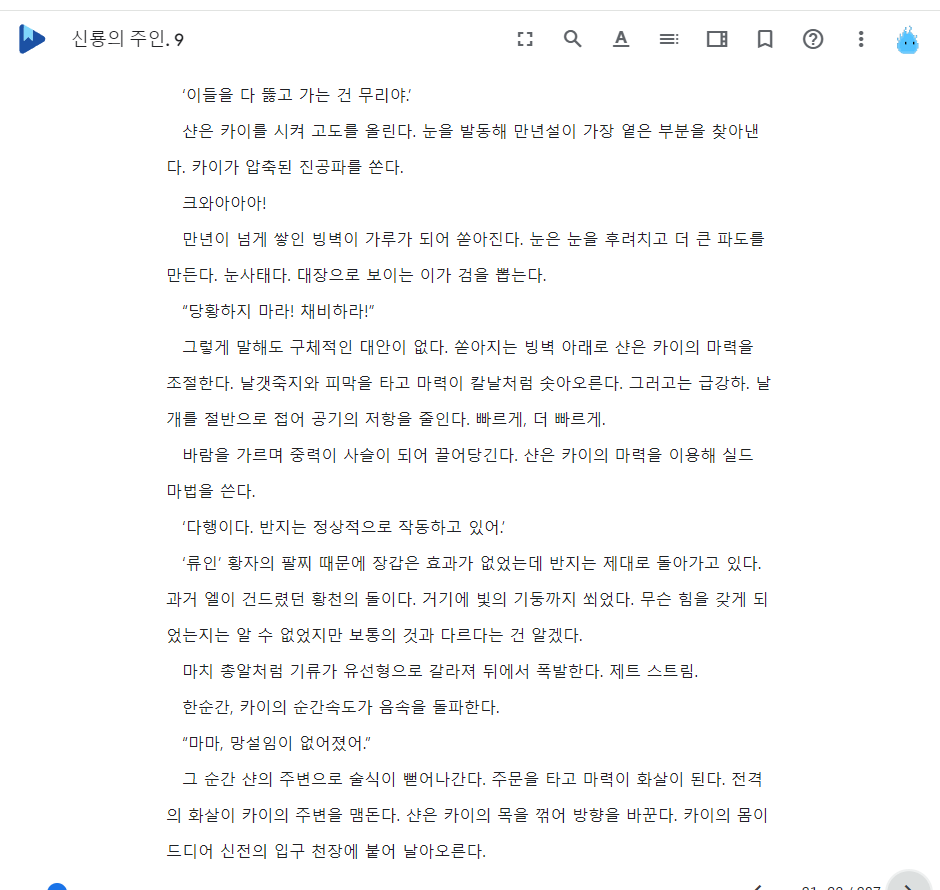 신룡의 주인. 9
‘이들을 다 뚫고 가는 건 무리야.’
샨은 카이를 시켜 고도를 올린다. 눈을 발동해 만년설이 가장 옅은 부분을 찾아낸
다. 카이가 압축된 진공파를 쏜다.
크와아아아!
만년이 넘게 쌓인 빙벽이 가루가 되어 쏟아진다. 눈은 눈을 후려치고 더 큰 파도를
만든다. 눈사태다. 대장으로 보이는 이가 검을 뽑는다.
“당황하지 마라! 채비하라!”
그렇게 말해도 구체적인 대안이 없다. 쏟아지는 빙벽 아래로 샨은 카이의 마력을
조절한다. 날갯죽지와 피막을 타고 마력이 칼날처럼 솟아오른다. 그러고는 급강하. 날
개를 절반으로 접어 공기의 저항을 줄인다. 빠르게, 더 빠르게.
바람을 가르며 중력이 사슬이 되어 끌어당긴다. 샨은 카이의 마력을 이용해 실드
마법을 쓴다.
‘다행이다. 반지는 정상적으로 작동하고 있어.’
‘류인’ 황자의 팔찌 때문에 장갑은 효과가 없었는데 반지는 제대로 돌아가고 있다.
과거 엘이 건드렸던 황천의 돌이다. 거기에 빛의 기둥까지 쐬었다. 무슨 힘을 갖게 되
었는지는 알 수 없었지만 보통의 것과 다르다는 건 알겠다.
마치 총알처럼 기류가 유선형으로 갈라져 뒤에서 폭발한다. 제트 스트림.
한순간, 카이의 순간속도가 음속을 돌파한다.
“마마, 망설임이 없어졌어.”
그 순간 샨의 주변으로 술식이 뻗어나간다. 주문을 타고 마력이 화살이 된다. 전격
의 화살이 카이의 주변을 맴돈다. 샨은 카이의 목을 꺾어 방향을 바꾼다. 카이의 몸이
드디어 신전의 입구 천장에 붙어 날아오른다.